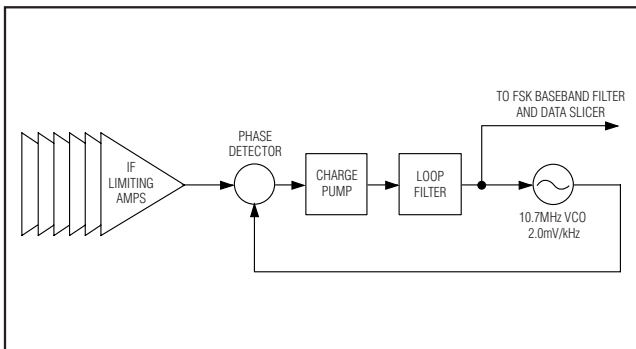 TO FSK BASEBAND FILTER
AND DATA SLICER
PHASE
DETECTOR
IF
LIMITING
AMPS
CHARGE
PUMP
LOOP
FILTER
10.7MHz VCO
2.0mV/kHz